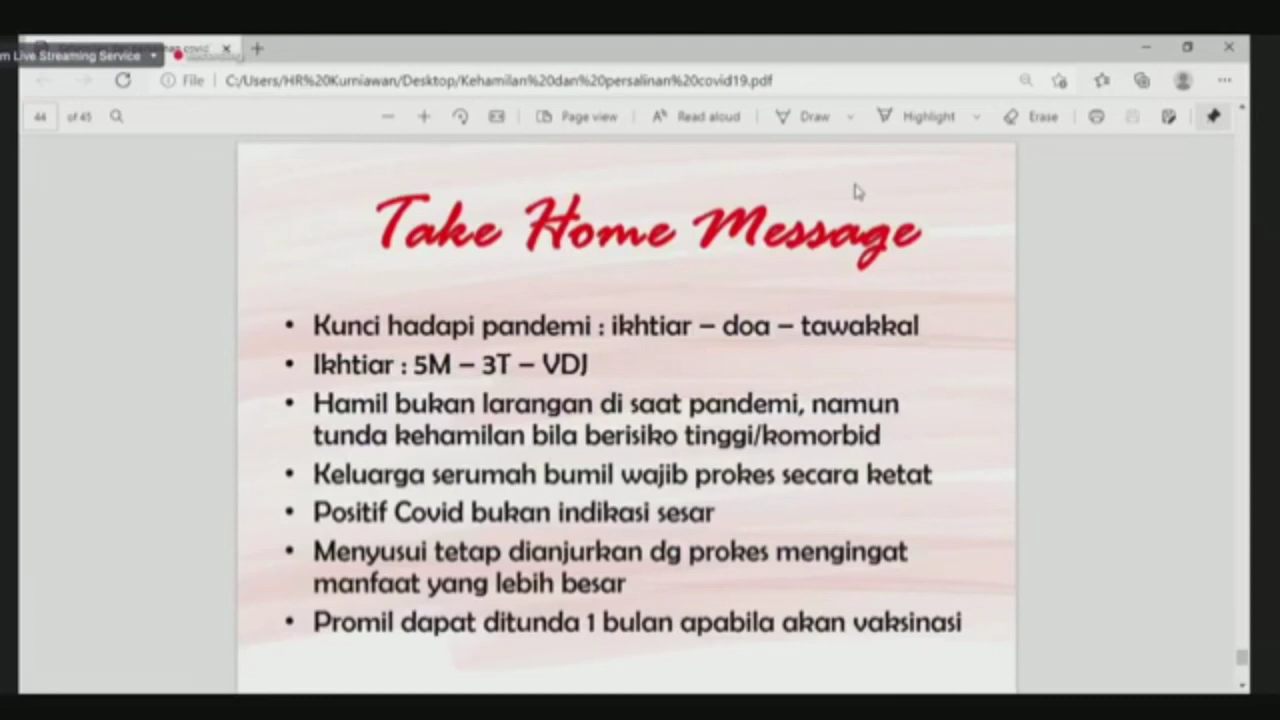 m Live Streaming Service
File C:/Users/HR%20Kurniawan/Desktop/Kehamilan%20dan%20persalinan%20covid19.pdf
44 of 45 Page view Read aloud Draw Highlight Erase
Take Home Message
• Kunci hadapi pandemi : ikhtiar – doa – tawakkal
• Ikhtiar : 5M – 3T – VDJ
• Hamil bukan larangan di saat pandemi, namun
tunda kehamilan bila berisiko tinggi/komorbid
• Keluarga serumah bumil wajib prokes secara ketat
• Positif Covid bukan indikasi sesar
• Menyusui tetap dianjurkan dg prokes mengingat
manfaat yang lebih besar
• Promil dapat ditunda 1 bulan apabila akan vaksinasi